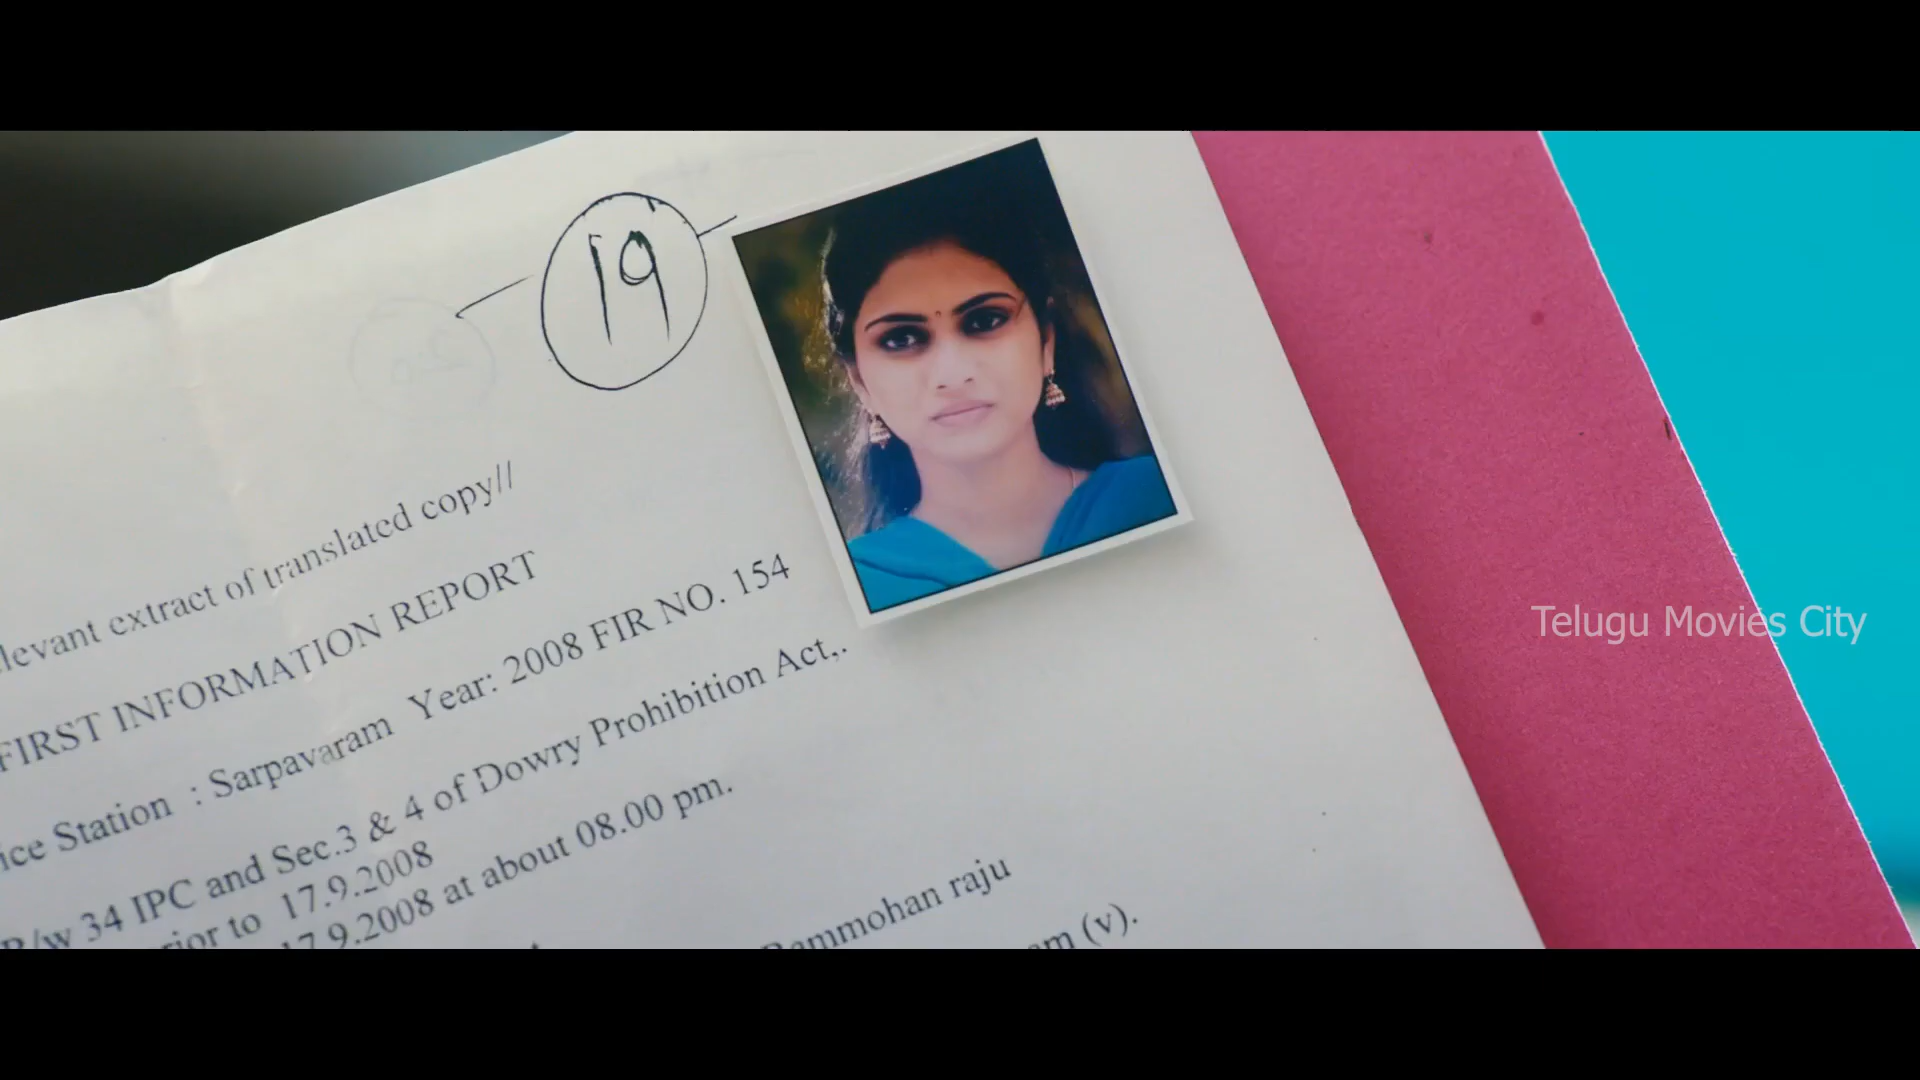 19
levant extract of translated copy//
FIRST INFORMATION REPORT
ice Station : Sarpavaram Year: 2008 FIR NO. 154
R/w 34 IPC and Sec.3 & 4 of Dowry Prohibition Act,.
rior to 17.9.2008
17.9.2008 at about 08.00 pm.
Rammohan raju
am (v).
Telugu Movies City